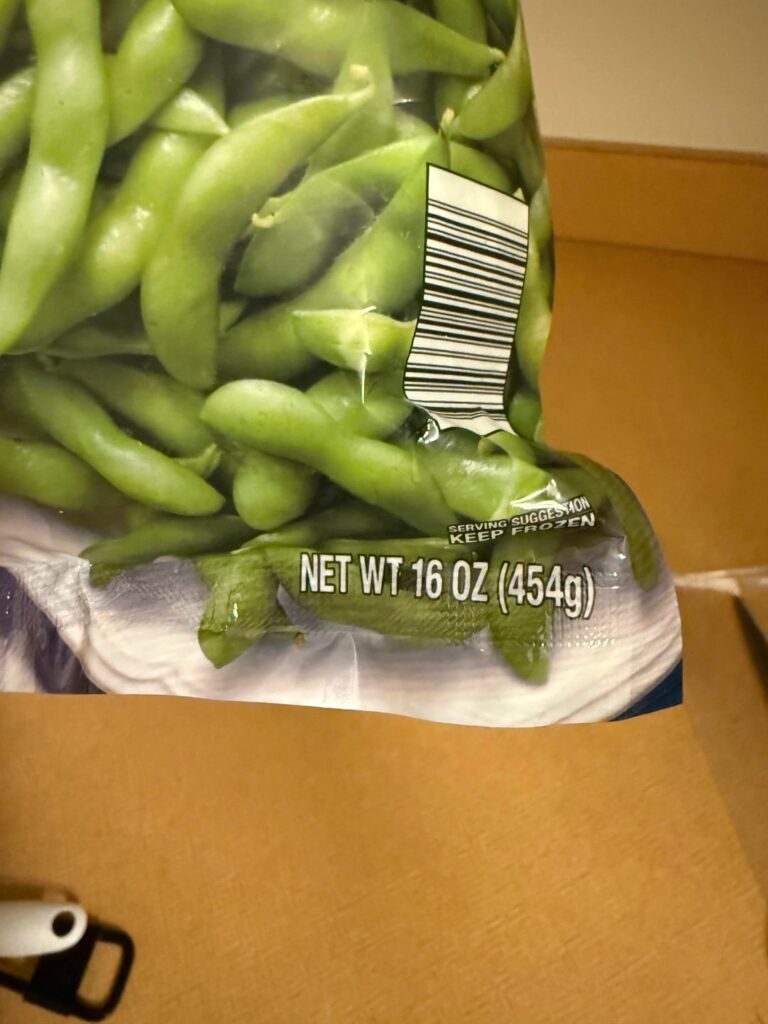 SERVING SUGGESTION
KEEP FROZEN
NET WT 16 OZ (454g)